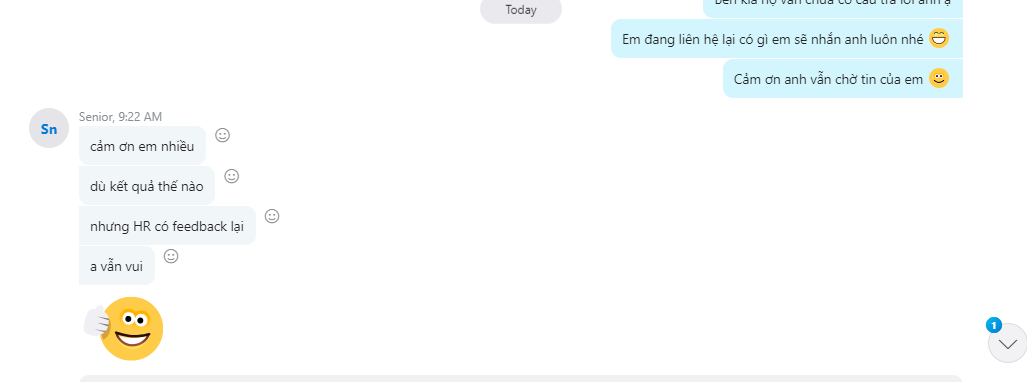 Today
Bên kia họ vẫn chưa có câu trả lời anh ạ
Em đang liên hệ lại có gì em sẽ nhắn anh luôn nhé
Cảm ơn anh vẫn chờ tin của em
Sn
Senior, 9:22 AM
cảm ơn em nhiều
dù kết quả thế nào
nhưng HR có feedback lại
a vẫn vui
1